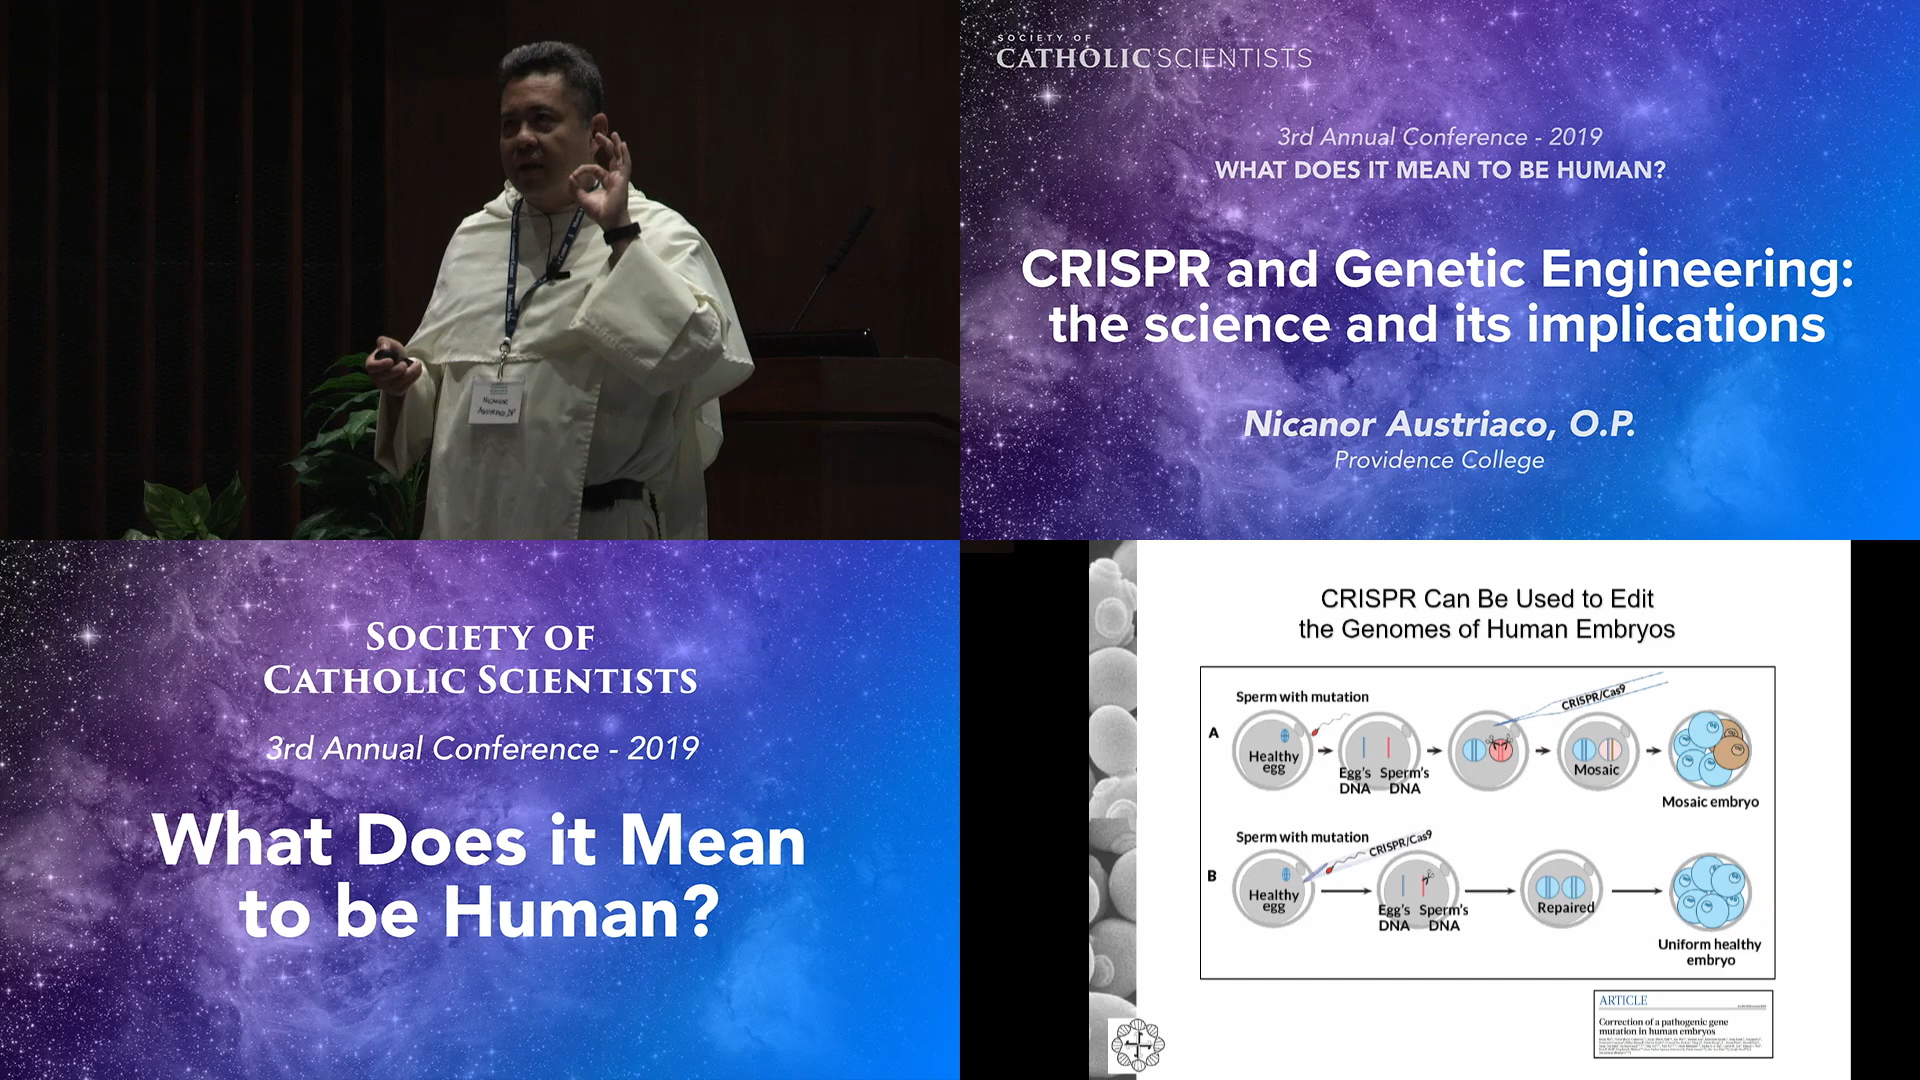 NICANOR
AUSTRIACO, OP
SOCIETY OF
CATHOLIC SCIENTISTS
3rd Annual Conference - 2019
WHAT DOES IT MEAN TO BE HUMAN?
CRISPR and Genetic Engineering:
the science and its implications
Nicanor Austriaco, O.P.
Providence College
SOCIETY OF
CATHOLIC SCIENTISTS
3rd Annual Conference - 2019
What Does it Mean
to be Human?
CRISPR Can Be Used to Edit
the Genomes of Human Embryos
Sperm with mutation
CRISPR/Cas9
A
Healthy
egg
Egg's
DNA
Sperm's
DNA
Mosaic
Mosaic embryo
Sperm with mutation
CRISPR/Cas9
B
Healthy
egg
Egg's
DNA
Sperm's
DNA
Repaired
Uniform healthy
embryo
ARTICLE
Correction of a pathogenic gene
mutation in human embryos